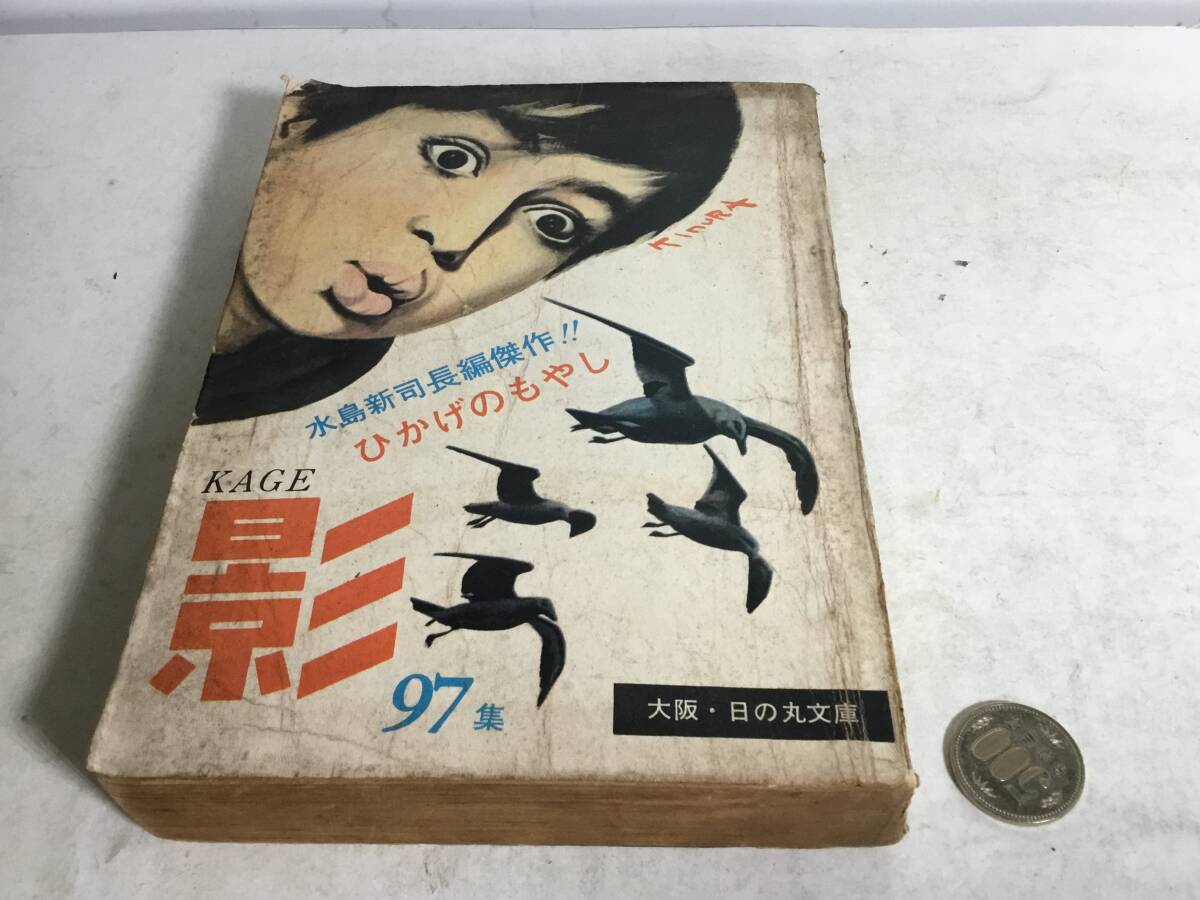 KIMURA
水島新司長編傑作!!
ひかげのもやし
KAGE
影
97集
大阪・日の丸文庫
500